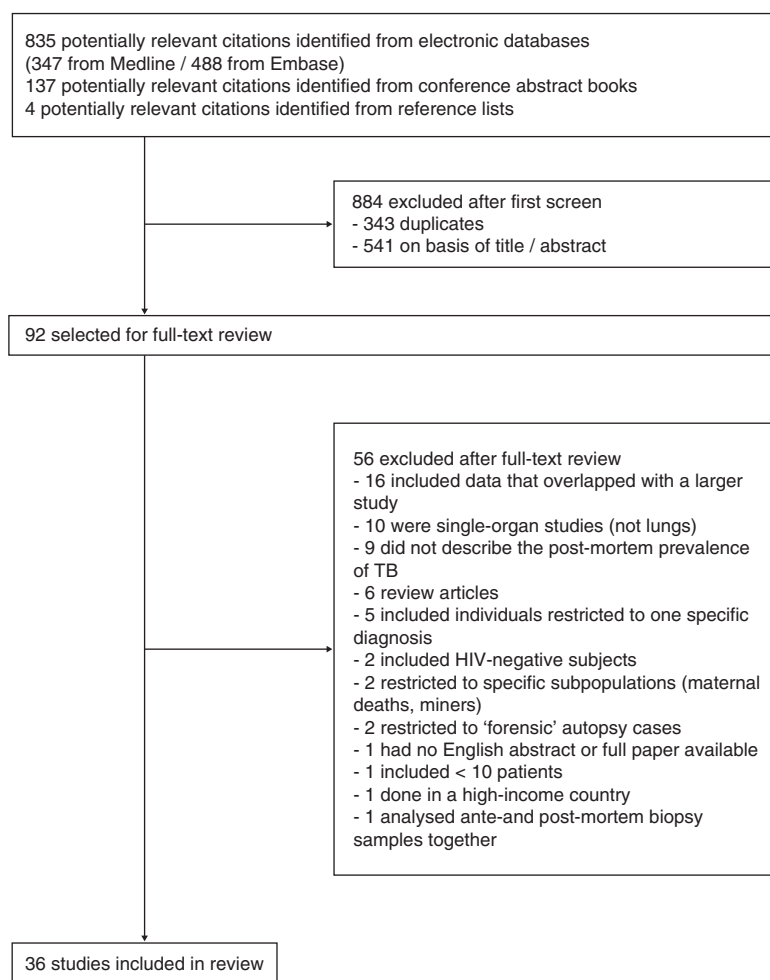 835 potentially relevant citations identified from electronic databases
(347 from Medline / 488 from Embase)
137 potentially relevant citations identified from conference abstract books
4 potentially relevant citations identified from reference lists
884 excluded after first screen
- 343 duplicates
- 541 on basis of title / abstract
92 selected for full-text review
56 excluded after full-text review
- 16 included data that overlapped with a larger
study
- 10 were single-organ studies (not lungs)
- 9 did not describe the post-mortem prevalence
of TB
- 6 review articles
- 5 included individuals restricted to one specific
diagnosis
- 2 included HIV-negative subjects
- 2 restricted to specific subpopulations (maternal
deaths, miners)
- 2 restricted to ‘forensic’ autopsy cases
- 1 had no English abstract or full paper available
- 1 included < 10 patients
- 1 done in a high-income country
- 1 analysed ante-and post-mortem biopsy
samples together
36 studies included in review